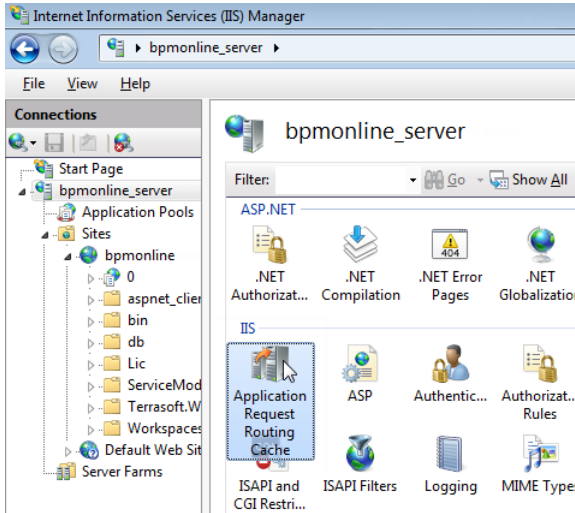 Internet Information Services (IIS) Manager
bpmonline_server
File View Help
Connections
Start Page
bpmonline_server
Application Pools
Sites
bpmonline
0
aspnet_clier
bin
db
Lic
ServiceMod
Terrasoft.W
Workspaces
Default Web Sit
Server Farms
bpmonline_server
Filter: Go Show All
ASP.NET
404
.NET .NET .NET Error .NET
Authorizat... Compilation Pages Globalizatio
IIS
Application ASP Authentic... Authorizat...
Request Rules
Routing
Cache
ISAPI and ISAPI Filters Logging MIME Type
CGI Restri...